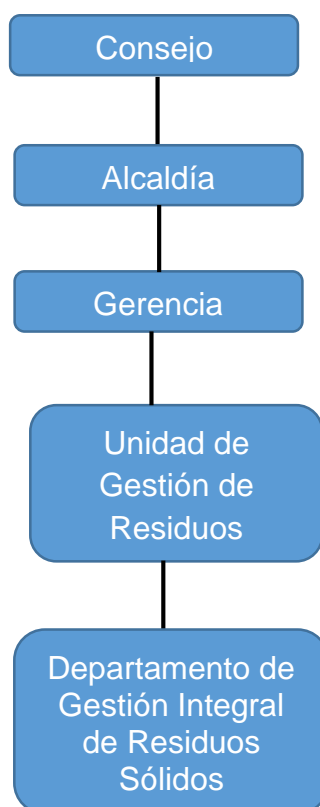 Consejo
Alcaldía
Gerencia
Unidad de
Gestión de
Residuos
Departamento de
Gestión Integral
de Residuos
Sólidos